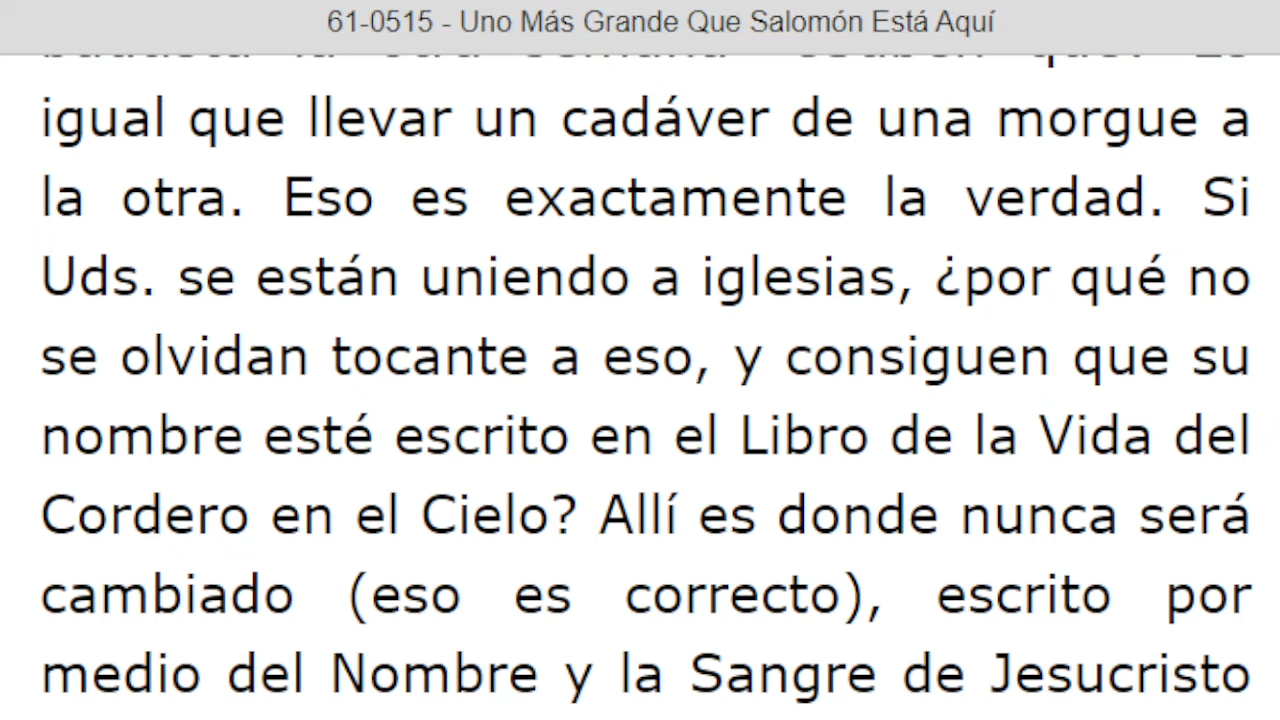 61-0515 - Uno Más Grande Que Salomón Está Aquí
igual que llevar un cadáver de una morgue a
la otra. Eso es exactamente la verdad. Si
Uds. se están uniendo a iglesias, ¿por qué no
se olvidan tocante a eso, y consiguen que su
nombre esté escrito en el Libro de la Vida del
Cordero en el Cielo? Allí es donde nunca será
cambiado (eso es correcto), escrito por
medio del Nombre y la Sangre de Jesucristo